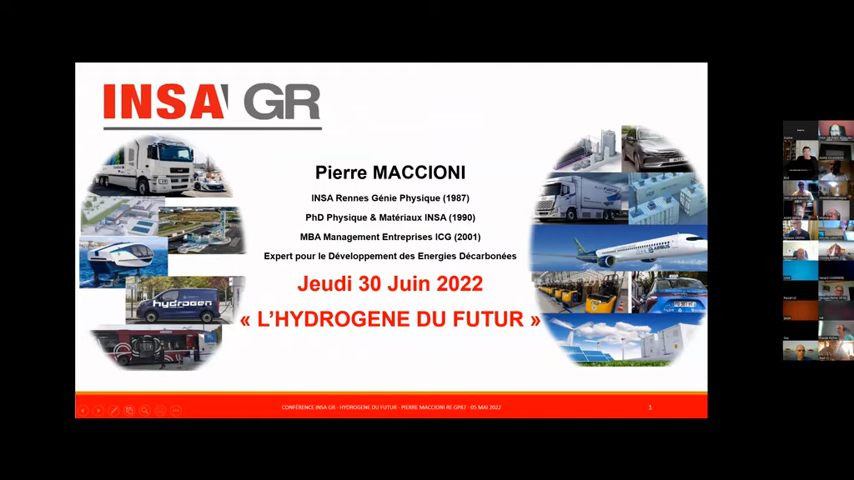 INSA GR
Pierre MACCIONI
INSA Rennes Génie Physique (1987)
PhD Physique & Matériaux INSA (1990)
MBA Management Entreprises ICG (2001)
Expert pour le Développement des Energies Décarbonées
Jeudi 30 Juin 2022
« L'HYDROGENE DU FUTUR »
hydrogen
AIRBUS
CONFÉRENCE INSA GR - HYDROGENE DU FUTUR - PIERRE MACCIONI RE GP87 - 05 MAI 2022
1